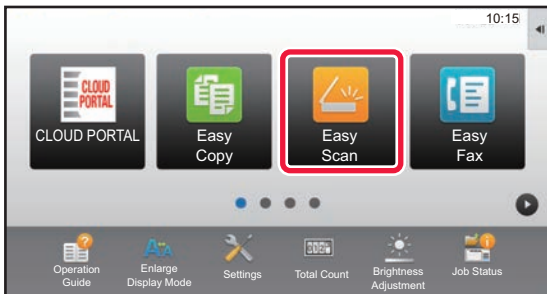 10:15
CLOUD
PORTAL
CLOUD PORTAL
Easy
Copy
Easy
Scan
Easy
Fax
Operation
Guide
Enlarge
Display Mode
Settings
Total Count
Brightness
Adjustment
Job Status